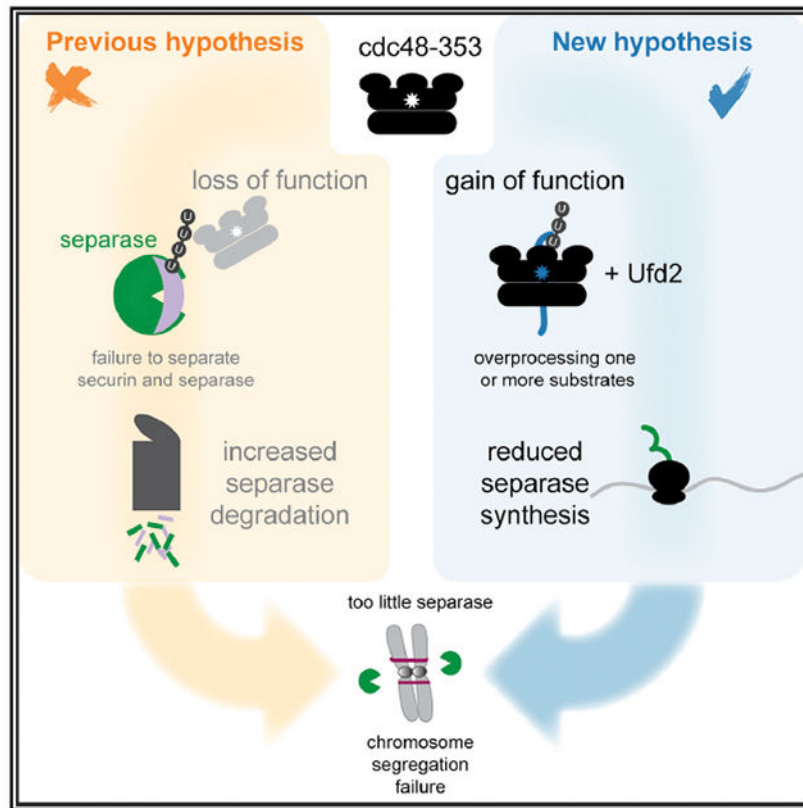 Previous hypothesis
cdc48-353
New hypothesis
loss of function
separase
U
U
U
U
failure to separate
securin and separase
increased
separase
degradation
gain of function
U
U
U
U
+ Ufd2
overprocessing one
or more substrates
reduced
separase
synthesis
too little separase
chromosome
segregation
failure